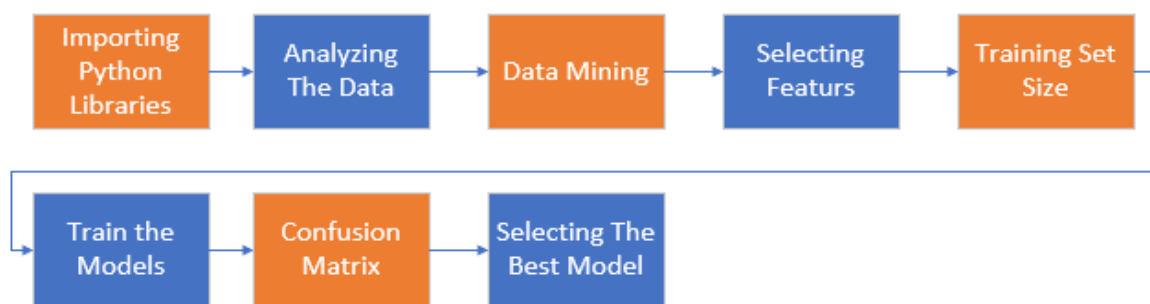 Importing
Python
Libraries
Analyzing
The Data
Data Mining
Selecting
Featurs
Training Set
Size
Train the
Models
Confusion
Matrix
Selecting The
Best Model